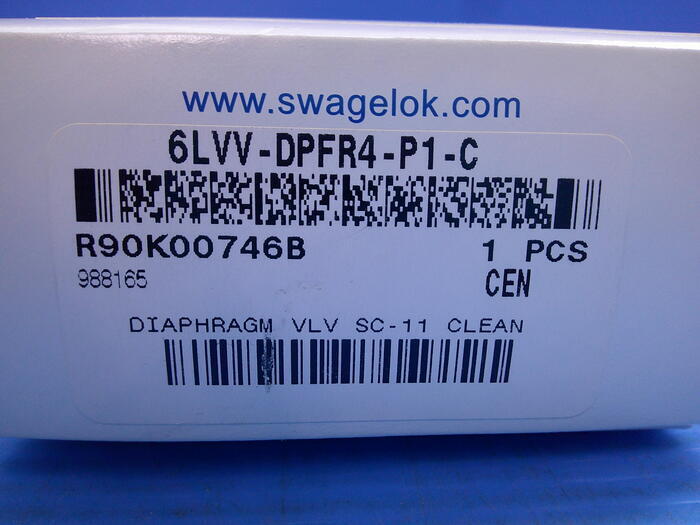 www.swagelok.com
6LVV-DPFR4-P1-C
R90K00746B 1 PCS
988165 CEN
DIAPHRAGM VLV SC-11 CLEAN